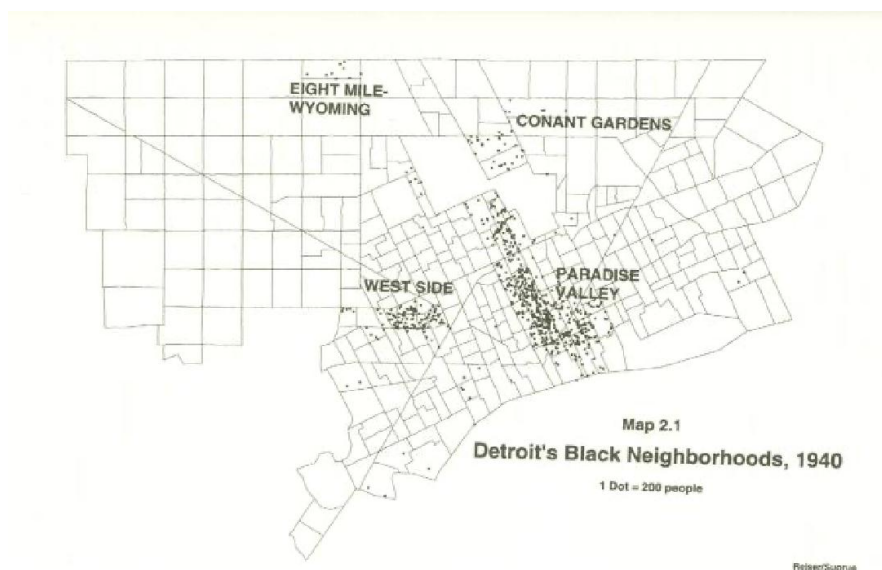 EIGHT MILE-
WYOMING
CONANT GARDENS
WEST SIDE
PARADISE
VALLEY
Map 2.1
Detroit's Black Neighborhoods, 1940
1 Dot = 200 people